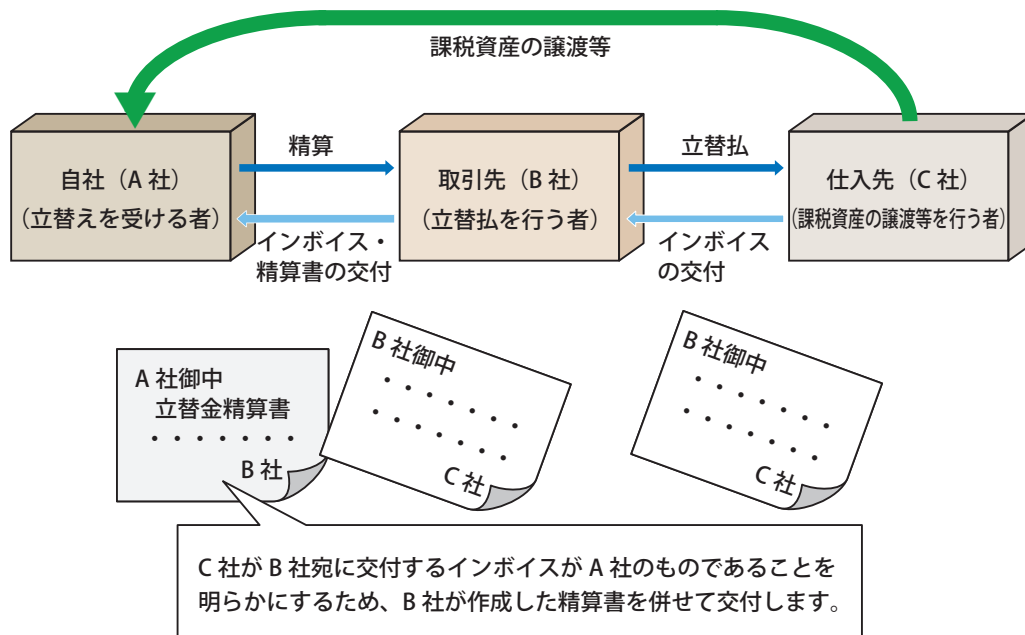 課税資産の譲渡等
自社（A 社）
（立替えを受ける者）
精算
インボイス・
精算書の交付
取引先（B 社）
（立替払を行う者）
立替払
インボイス
の交付
仕入先（C 社）
（課税資産の譲渡等を行う者）
A 社御中
立替金精算書
・・・・・・・
B 社
B 社御中
・・・・・・・
・・・・・・・
C 社
B 社御中
・・・・・・・
・・・・・・・
C 社
C 社が B 社宛に交付するインボイスが A 社のものであることを
明らかにするため、B 社が作成した精算書を併せて交付します。